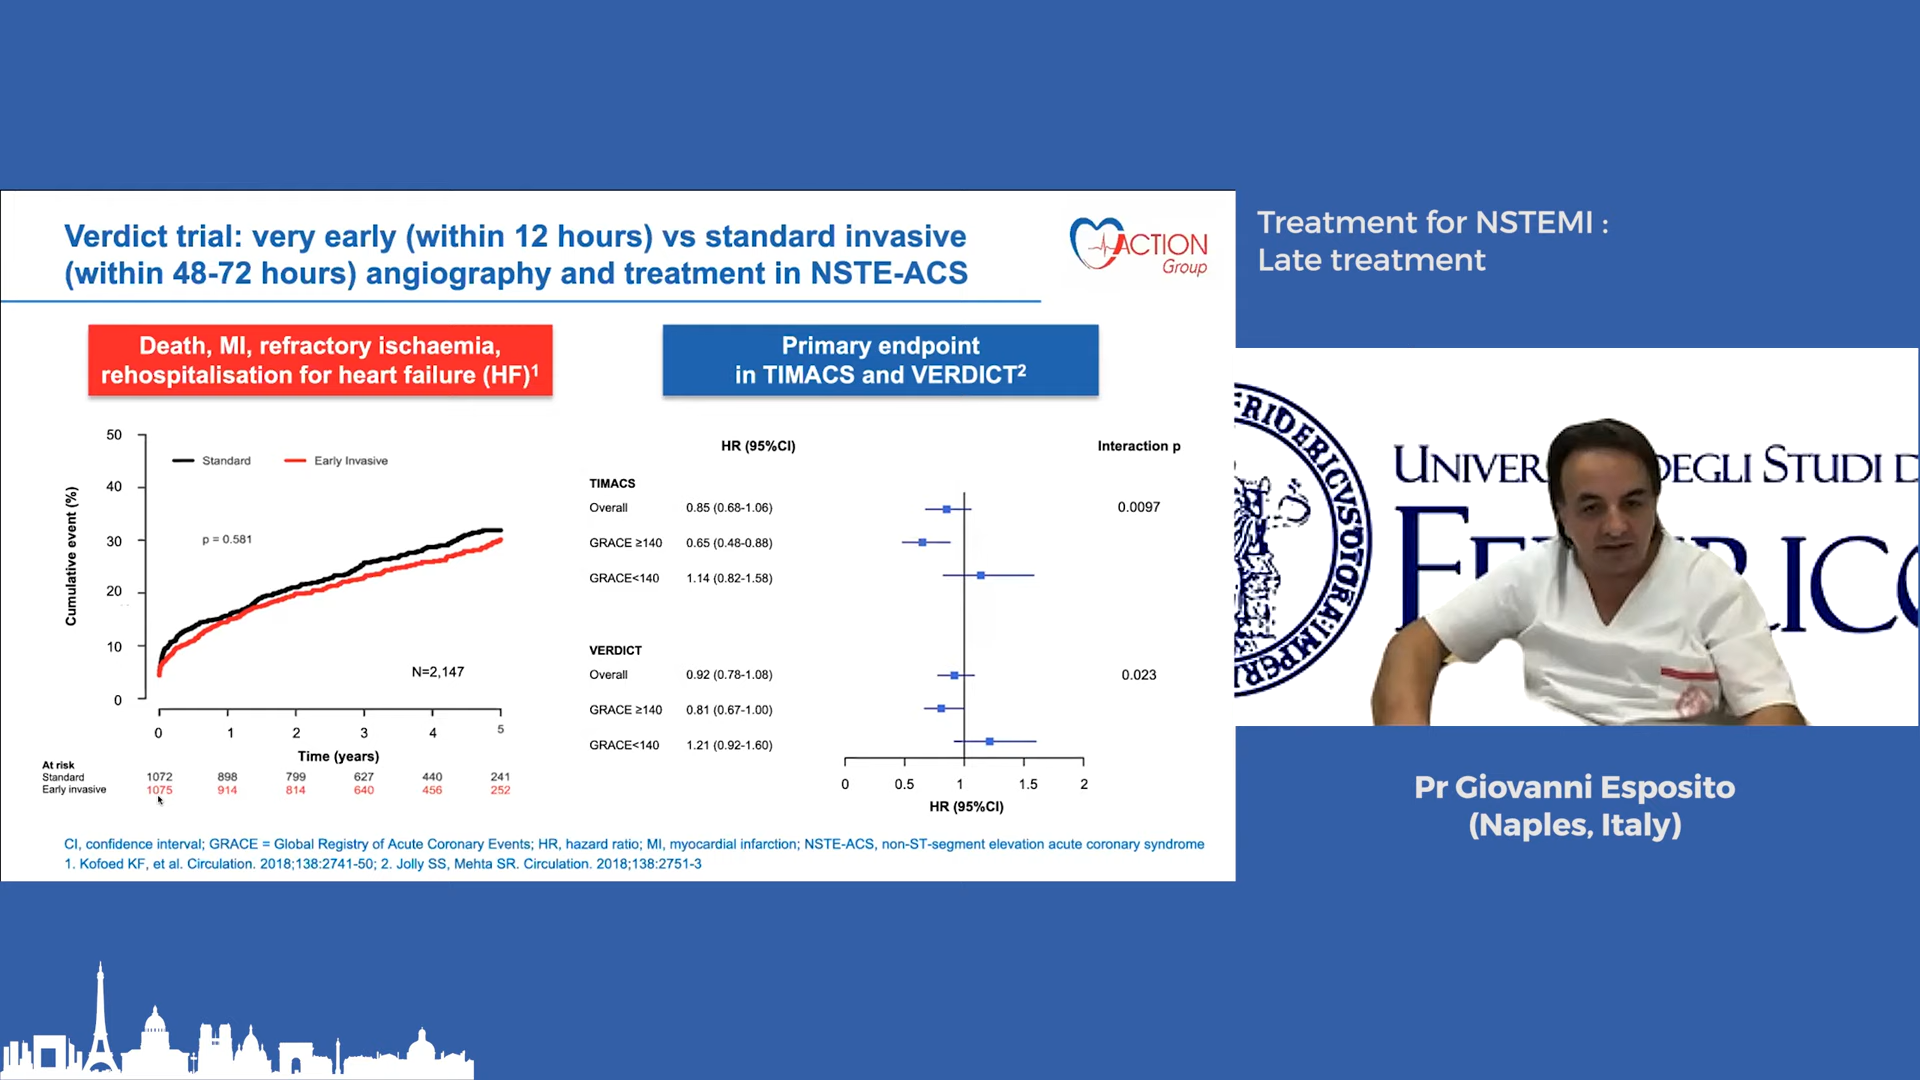 Verdict trial: very early (within 12 hours) vs standard invasive
(within 48-72 hours) angiography and treatment in NSTE-ACS
ACTION
Group
Death, MI, refractory ischaemia,
rehospitalisation for heart failure (HF)1
Primary endpoint
in TIMACS and VERDICT2
Cumulative event (%)
50
40
30
20
10
0
Standard
Early Invasive
p = 0.581
N=2,147
0 1 2 3 4 5
Time (years)
At risk
Standard 1072 898 799 627 440 241
Early invasive 1075 914 814 640 456 252
HR (95%CI) Interaction p
TIMACS
Overall 0.85 (0.68-1.06) 0.0097
GRACE ≥140 0.65 (0.48-0.88)
GRACE<140 1.14 (0.82-1.58)
VERDICT
Overall 0.92 (0.78-1.08) 0.023
GRACE ≥140 0.81 (0.67-1.00)
GRACE<140 1.21 (0.92-1.60)
0 0.5 1 1.5 2
HR (95%CI)
CI, confidence interval; GRACE = Global Registry of Acute Coronary Events; HR, hazard ratio; MI, myocardial infarction; NSTE-ACS, non-ST-segment elevation acute coronary syndrome
1. Kofoed KF, et al. Circulation. 2018;138:2741-50; 2. Jolly SS, Mehta SR. Circulation. 2018;138:2751-3
Treatment for NSTEMI :
Late treatment
UNIVER DEGLI STUDI D
Pr Giovanni Esposito
(Naples, Italy)